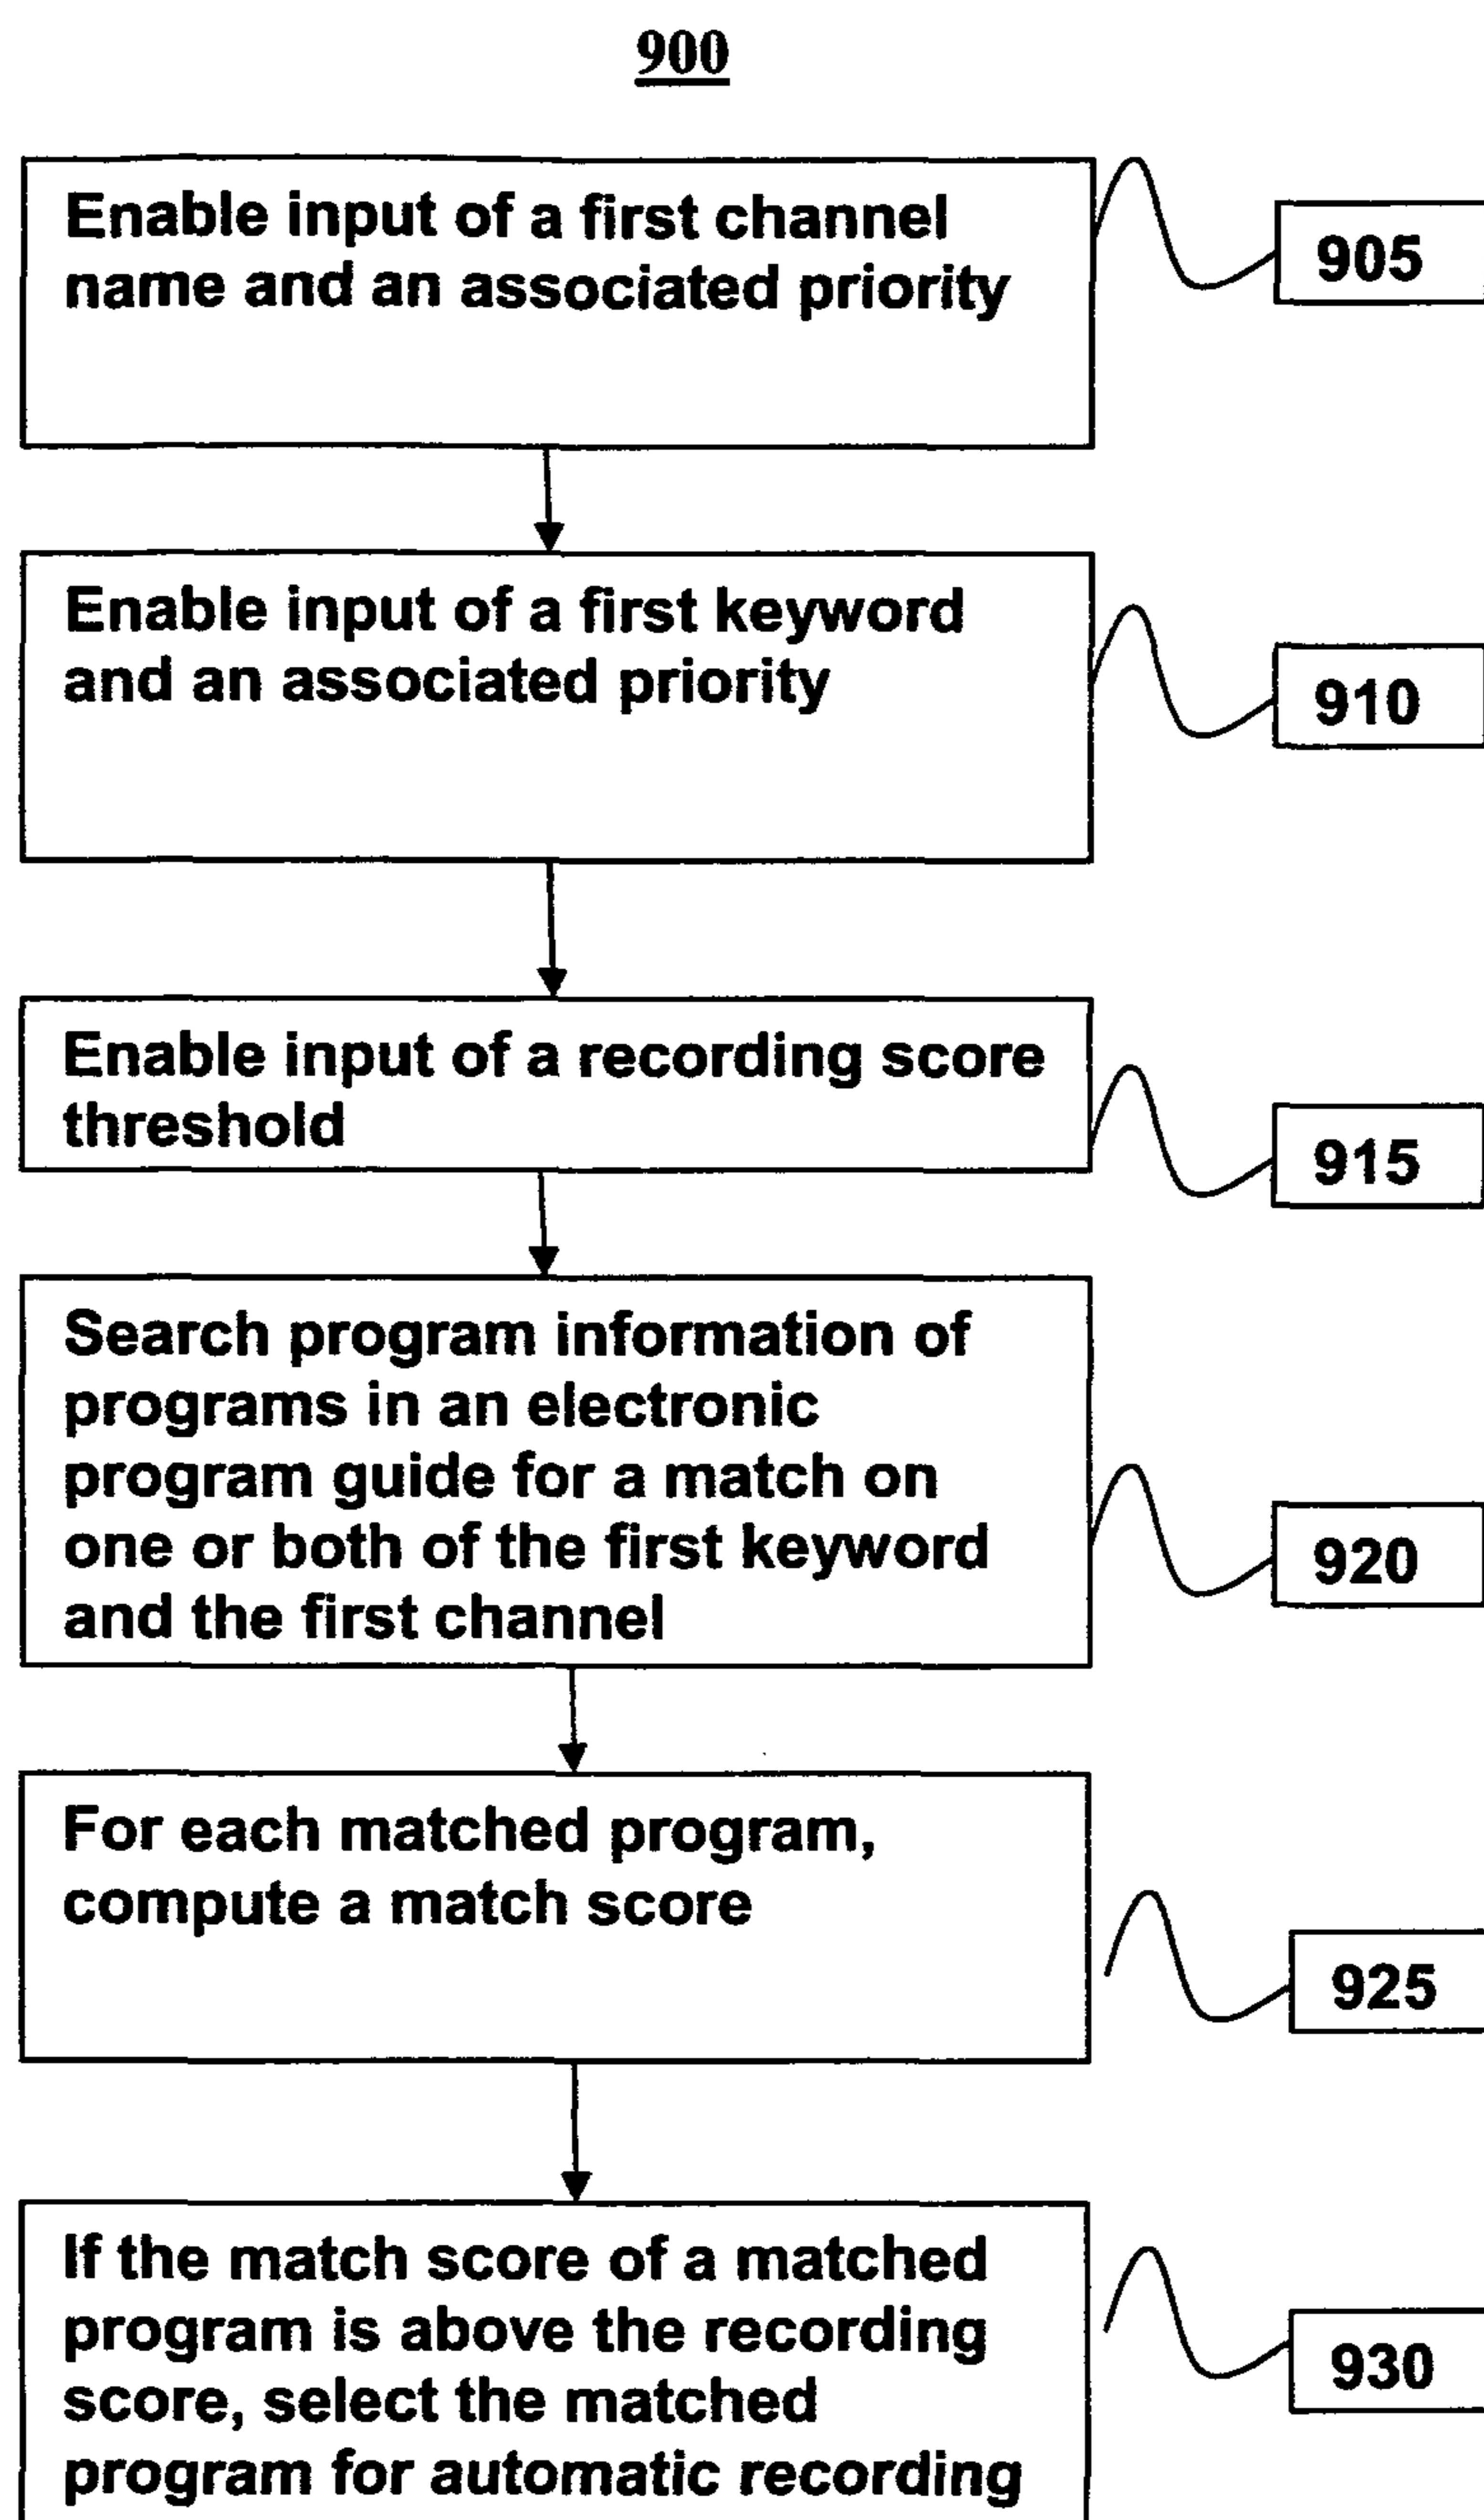 900
Enable input of a first channel
name and an associated priority
905
Enable input of a first keyword
and an associated priority
910
Enable input of a recording score
threshold
915
Search program information of
programs in an electronic
program guide for a match on
one or both of the first keyword
and the first channel
920
For each matched program,
compute a match score
925
If the match score of a matched
program is above the recording
score, select the matched
program for automatic recording
930